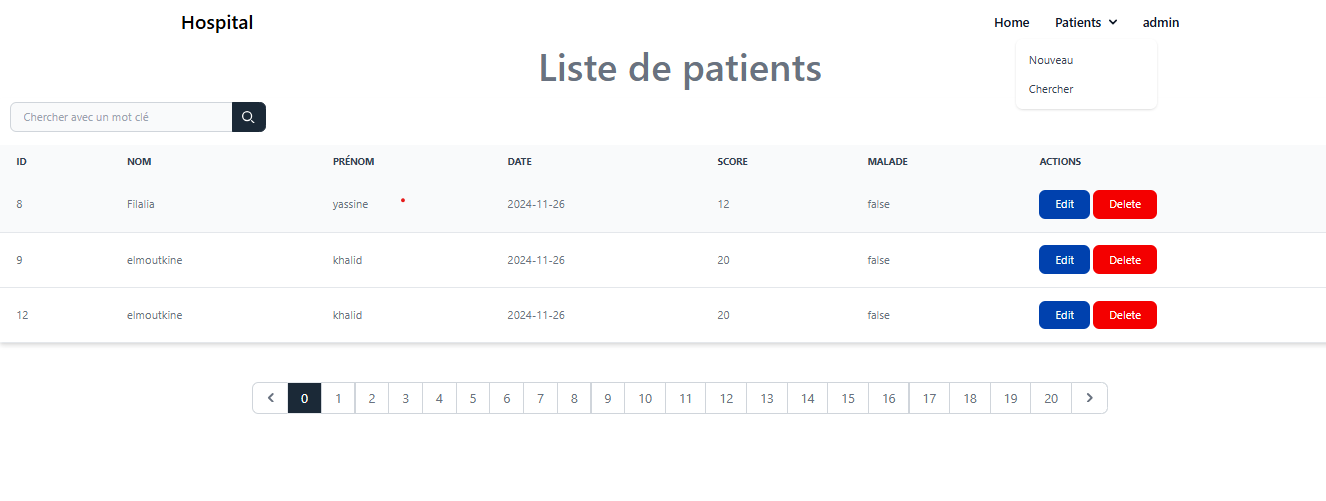 Hospital Home Patients admin
Liste de patients
Nouveau
Chercher
Chercher avec un mot clé
ID NOM PRÉNOM DATE SCORE MALADE ACTIONS
8 Filalia yassine 2024-11-26 12 false Edit Delete
9 elmoutkine khalid 2024-11-26 20 false Edit Delete
12 elmoutkine khalid 2024-11-26 20 false Edit Delete
0 1 2 3 4 5 6 7 8 9 10 11 12 13 14 15 16 17 18 19 20